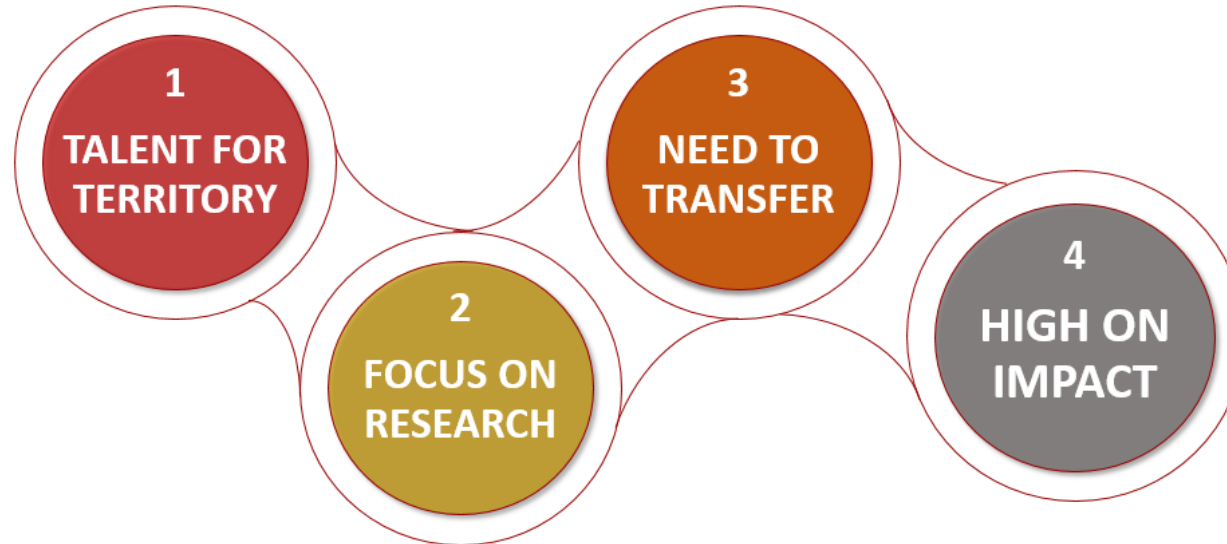 1
TALENT FOR
TERRITORY
2
FOCUS ON
RESEARCH
3
NEED TO
TRANSFER
4
HIGH ON
IMPACT